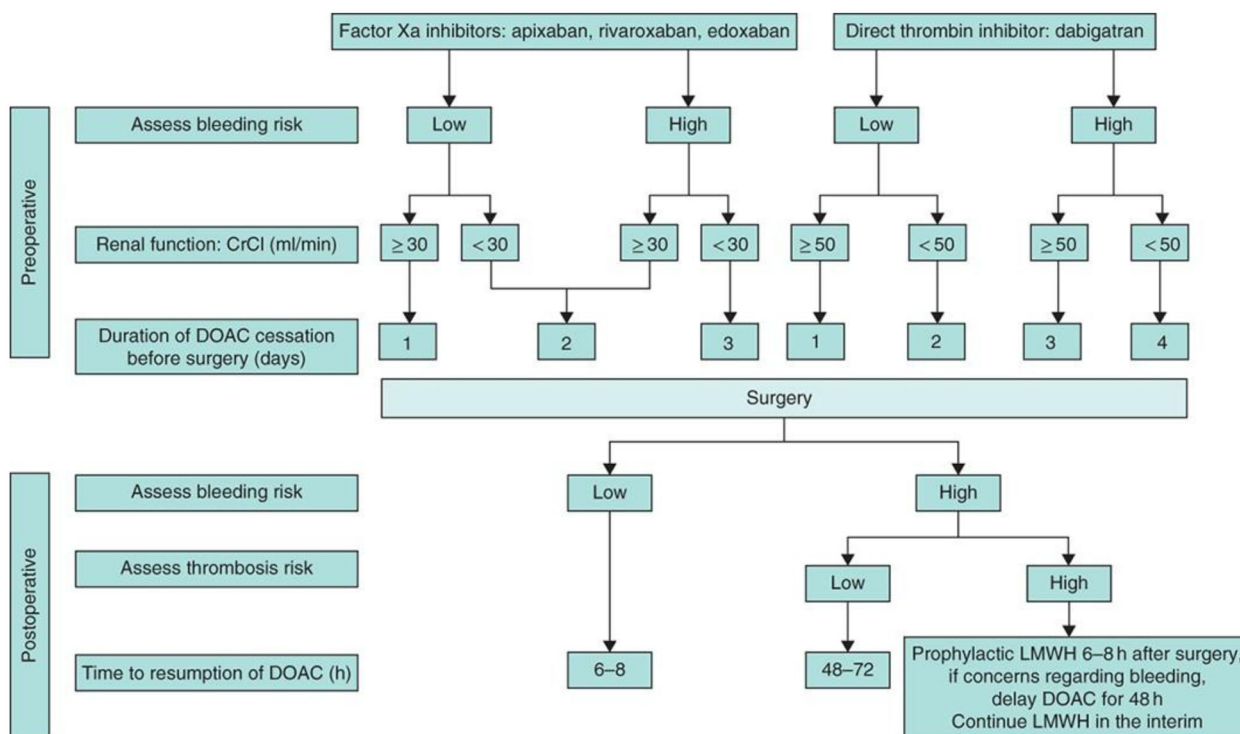 Factor Xa inhibitors: apixaban, rivaroxaban, edoxaban
Direct thrombin inhibitor: dabigatran
Preoperative
Assess bleeding risk
Low
High
Low
High
Renal function: CrCl (ml/min)
≥ 30
< 30
≥ 30
< 30
≥ 50
< 50
≥ 50
< 50
Duration of DOAC cessation
before surgery (days)
1
2
3
1
2
3
4
Surgery
Postoperative
Assess bleeding risk
Low
High
Assess thrombosis risk
Low
High
Time to resumption of DOAC (h)
6–8
48–72
Prophylactic LMWH 6–8 h after surgery,
if concerns regarding bleeding,
delay DOAC for 48 h
Continue LMWH in the interim